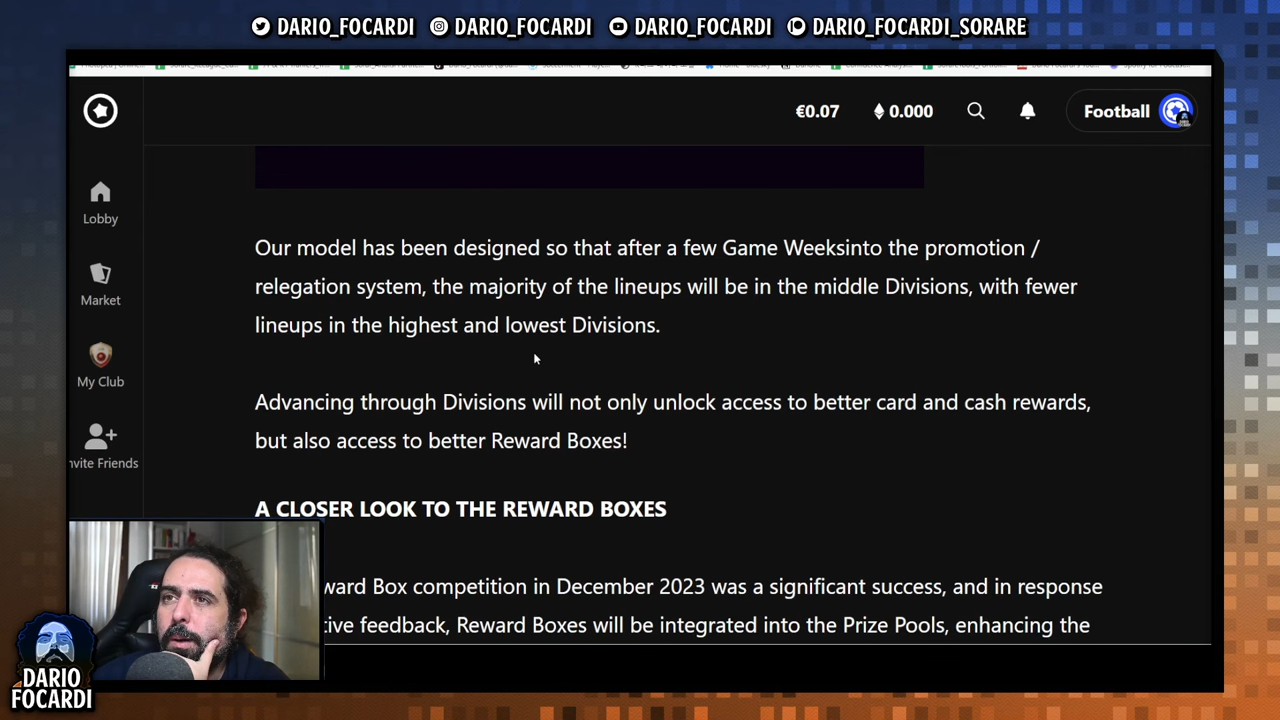 DARIO_FOCARDI DARIO_FOCARDI DARIO_FOCARDI DARIO_FOCARDI_SORARE
€0.07 0.000 Football
Lobby
Market
My Club
nvite Friends
Our model has been designed so that after a few Game Weeksinto the promotion /
relegation system, the majority of the lineups will be in the middle Divisions, with fewer
lineups in the highest and lowest Divisions.
Advancing through Divisions will not only unlock access to better card and cash rewards,
but also access to better Reward Boxes!
A CLOSER LOOK TO THE REWARD BOXES
ward Box competition in December 2023 was a significant success, and in response
tive feedback, Reward Boxes will be integrated into the Prize Pools, enhancing the
DARIO
FOCARDI